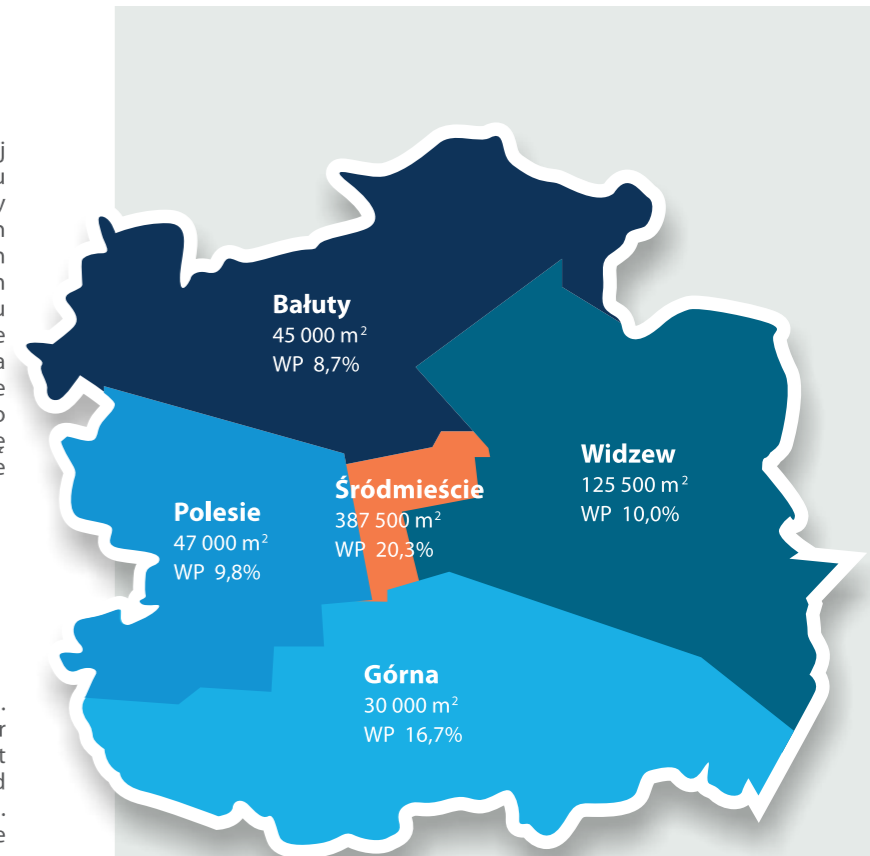 j
u
y
h
h
h
u
e
a
e
o
ę
ę
Bałuty
45 000 m²
WP 8,7%
Widzew
125 500 m²
WP 10,0%
Śródmieście
387 500 m²
WP 20,3%
Polesie
47 000 m²
WP 9,8%
Górna
30 000 m²
WP 16,7%
.
r
t
d
.
e